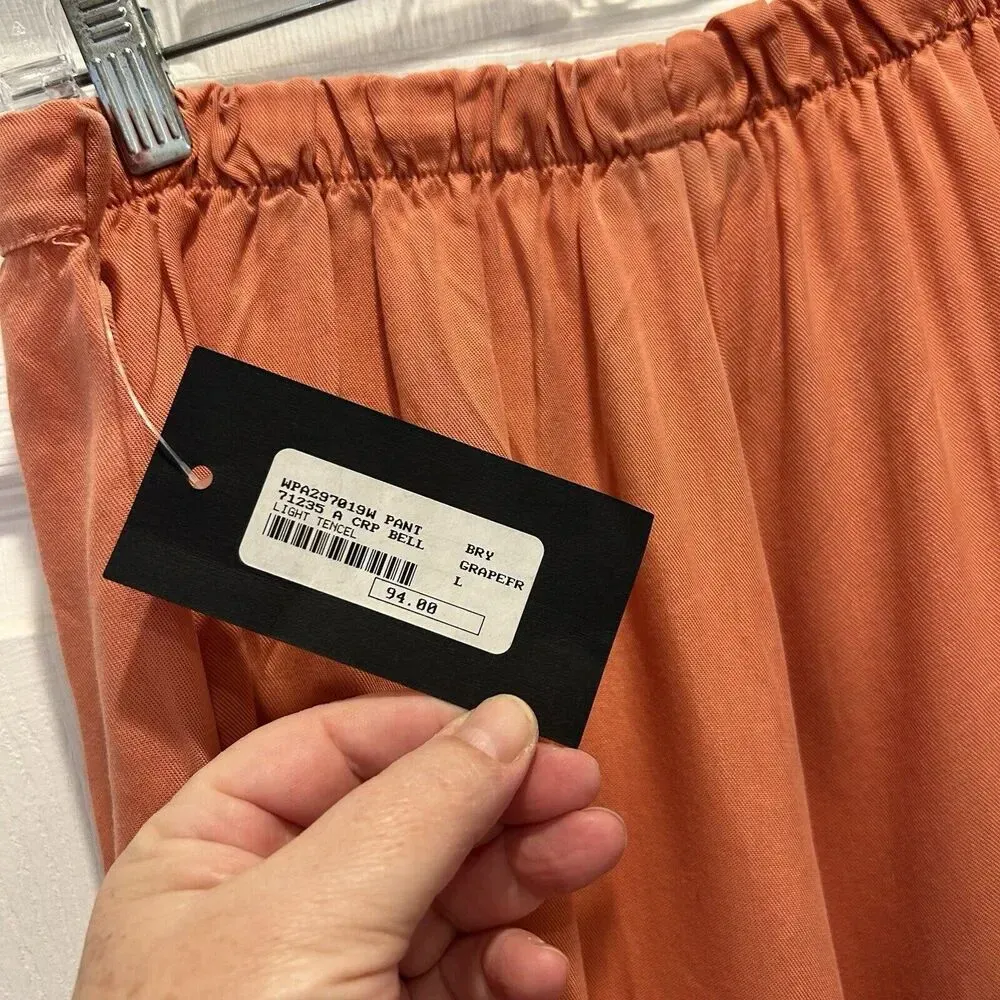 WPA297019W PANT
71235 A CRP BELL
LIGHT TENCEL
BRY
GRAPEFR
L
94.00